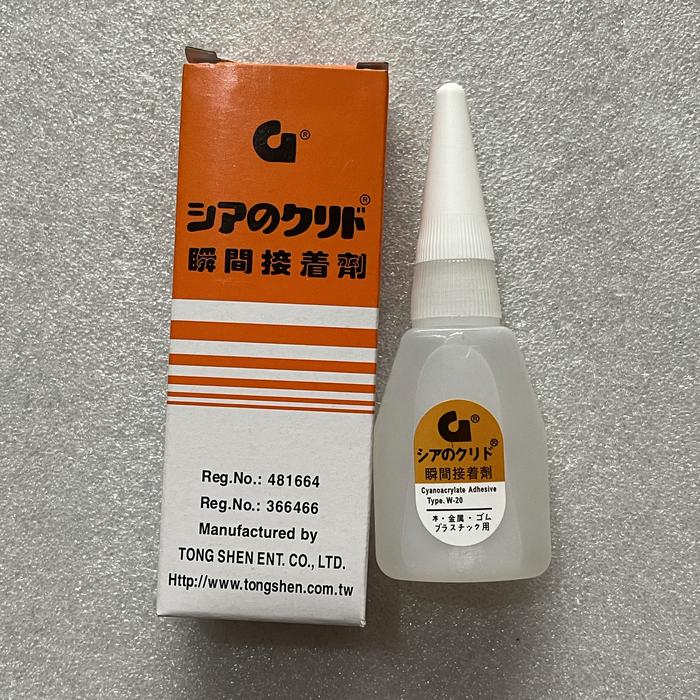 G®
シアのクリド®
瞬間接着劑
Reg.No.: 481664
Reg.No.: 366466
Manufactured by
TONG SHEN ENT. CO., LTD.
Http://www.tongshen.com.tw
G®
シアのクリド®
瞬間接着劑
Cyanoacrylate Adhesive
Type. W-20
木・金属・ゴム
プラスチック用